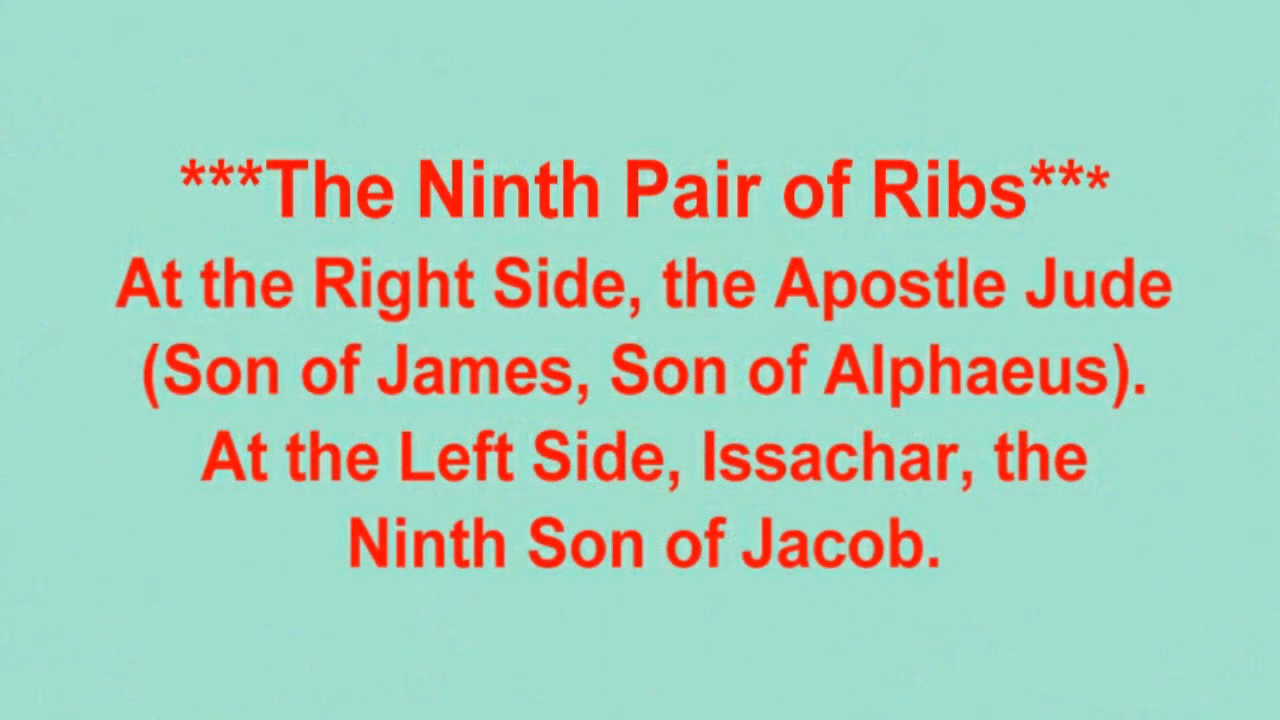 ***The Ninth Pair of Ribs***
At the Right Side, the Apostle Jude
(Son of James, Son of Alphaeus).
At the Left Side, Issachar, the
Ninth Son of Jacob.